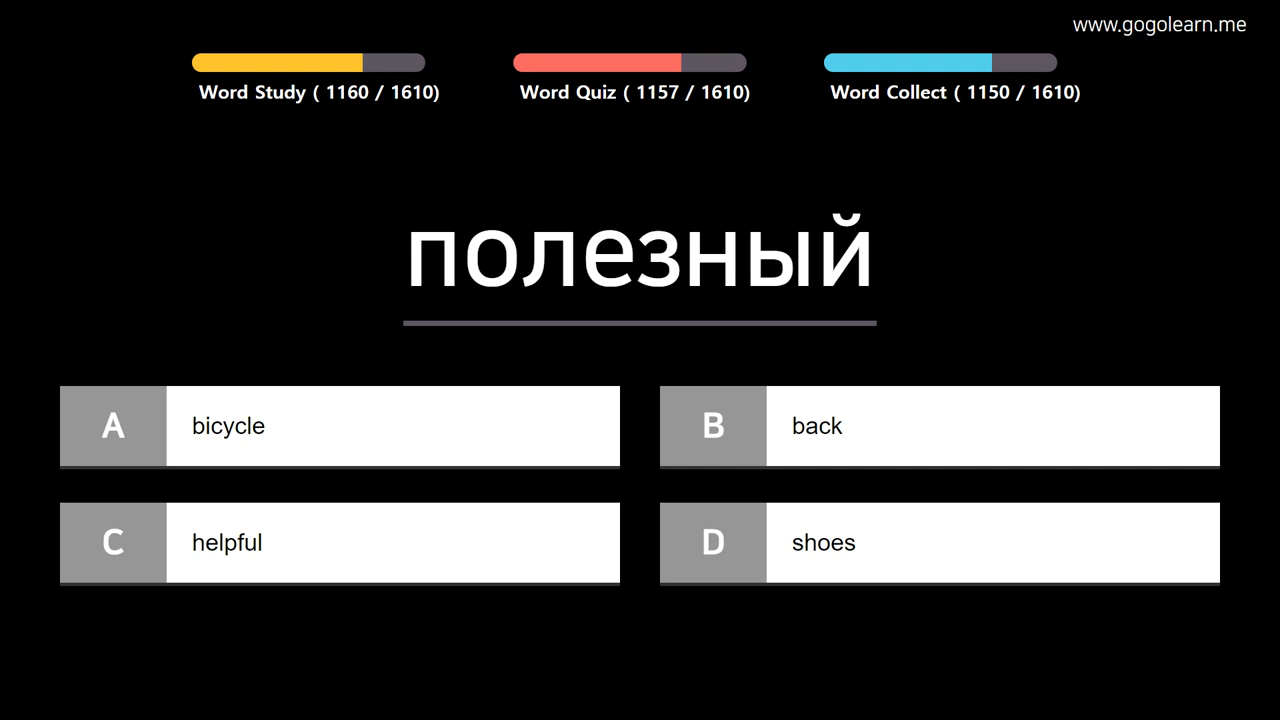 www.gogolearn.me
Word Study ( 1160 / 1610)
Word Quiz ( 1157 / 1610)
Word Collect ( 1150 / 1610)
полезный
A bicycle
B back
C helpful
D shoes